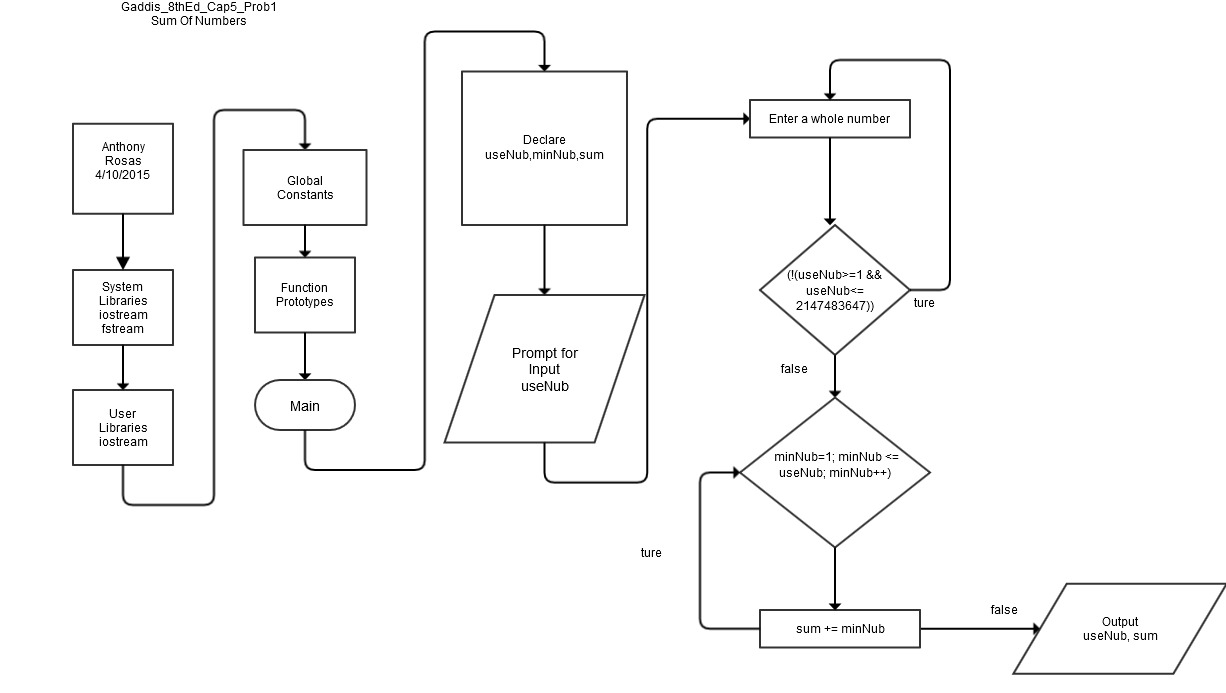 Gaddis_8thEd_Cap5_Prob1
Sum Of Numbers
Anthony
Rosas
4/10/2015
System
Libraries
iostream
fstream
User
Libraries
iostream
Global
Constants
Function
Prototypes
Main
Declare
useNub,minNub,sum
Prompt for
Input
useNub
Enter a whole number
(!(useNub>=1 &&
useNub<=
2147483647))
ture
false
minNub=1; minNub <=
useNub; minNub++)
ture
sum += minNub
false
Output
useNub, sum